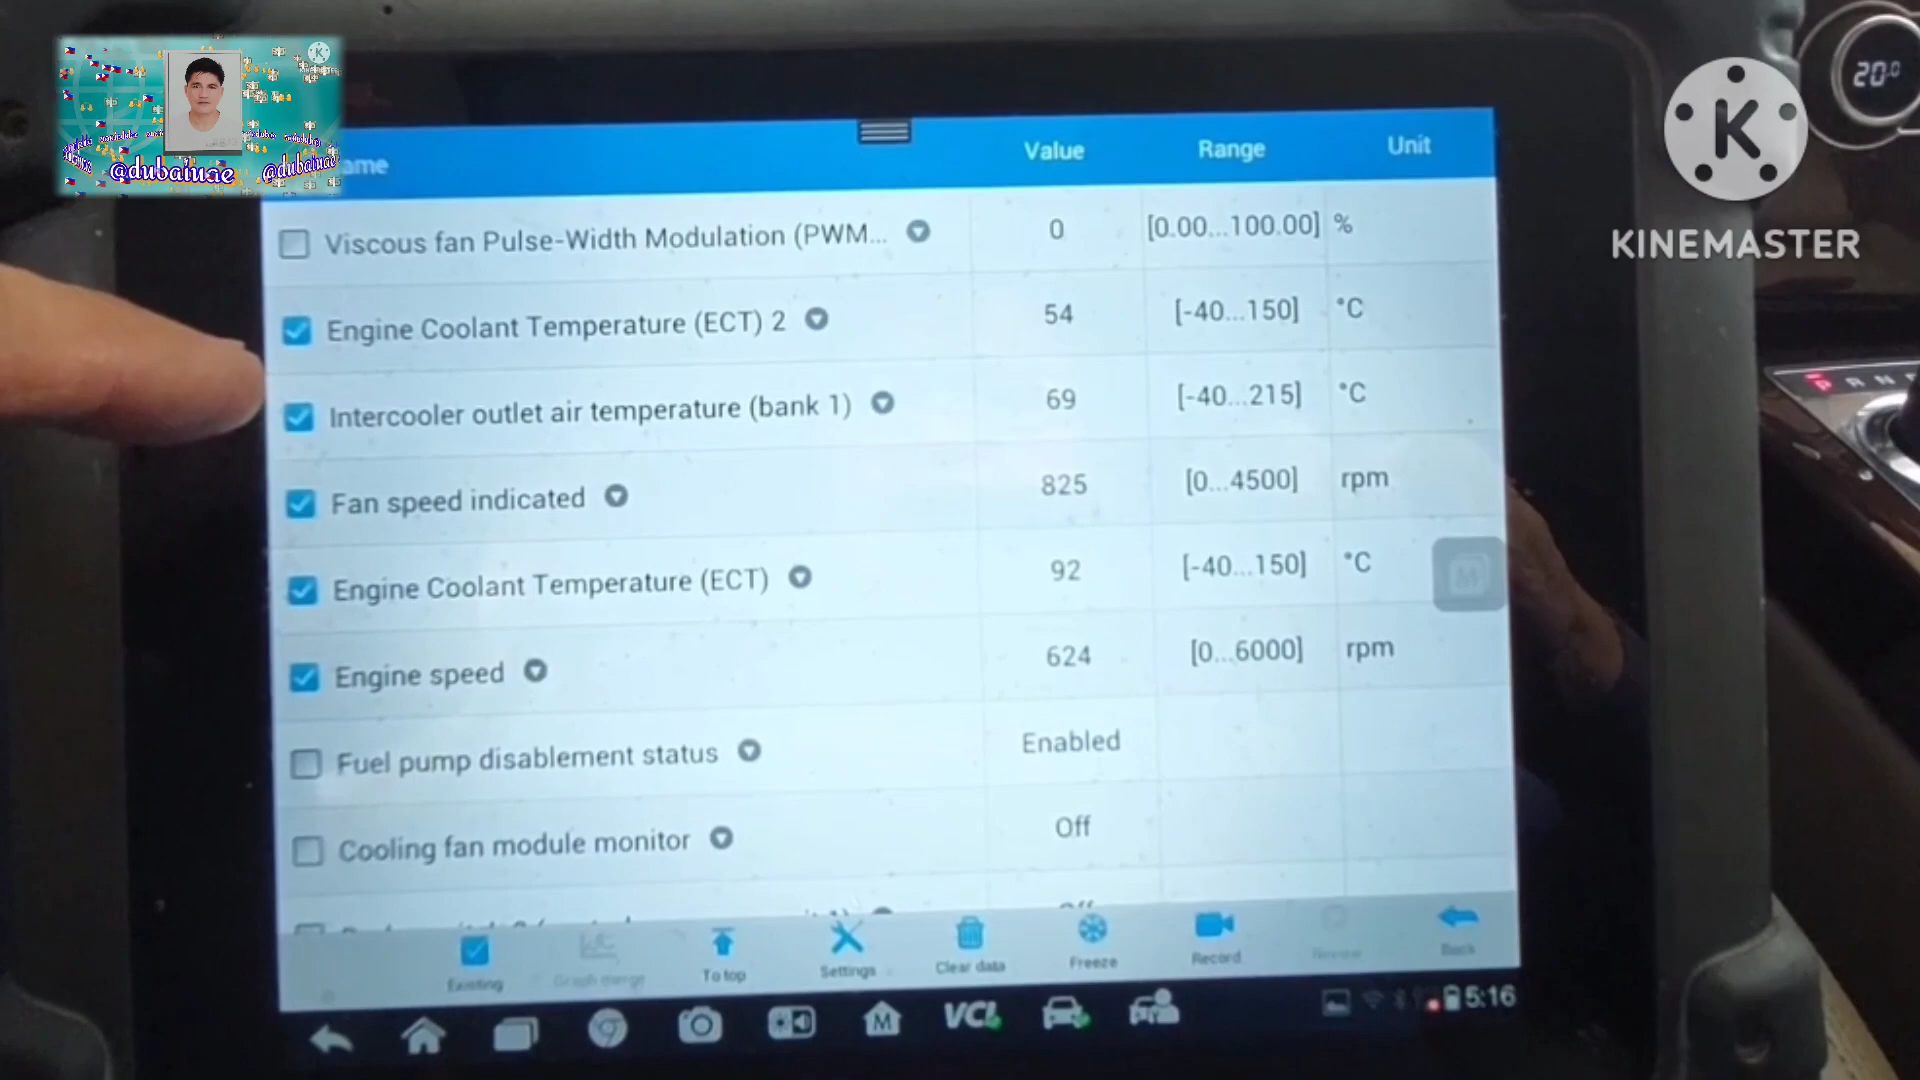 @dubaiuae @dubaiuae
K
KINEMASTER
20.0
Value Range Unit
Viscous fan Pulse-Width Modulation (PWM... 0 [0.00...100.00] %
Engine Coolant Temperature (ECT) 2 54 [-40...150] °C
Intercooler outlet air temperature (bank 1) 69 [-40...215] °C
Fan speed indicated 825 [0...4500] rpm
Engine Coolant Temperature (ECT) 92 [-40...150] °C
Engine speed 624 [0...6000] rpm
Fuel pump disablement status Enabled
Cooling fan module monitor Off
Existing Graph merge To top Settings Clear data Freeze Record Review Back
M VCI 5:16
P R N